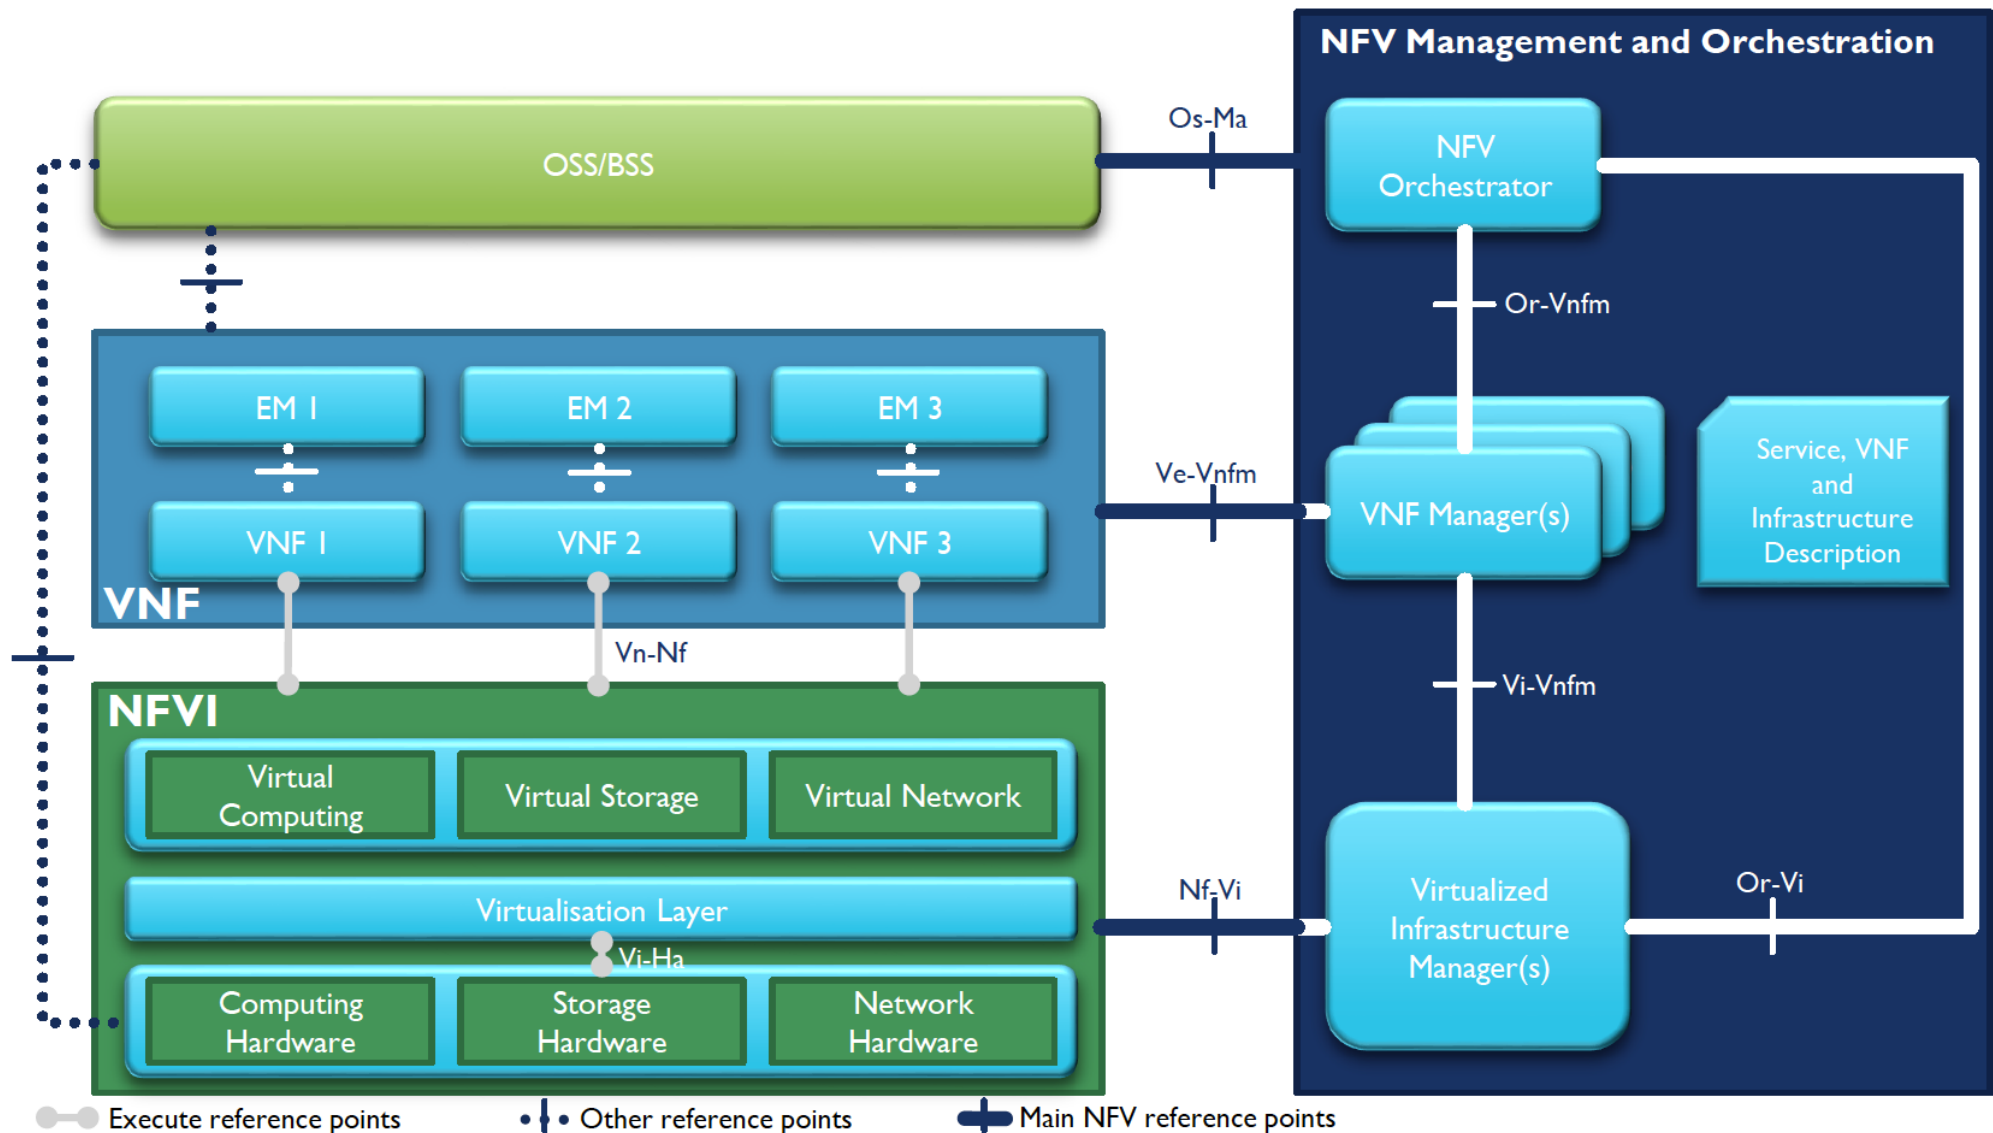 NFV Management and Orchestration
Os-Ma
OSS/BSS
NFV
Orchestrator
Or-Vnfm
EM 1
EM 2
EM 3
Ve-Vnfm
Service, VNF
and
Infrastructure
Description
VNF Manager(s)
VNF 1
VNF 2
VNF 3
VNF
Vn-Nf
Vi-Vnfm
NFVI
Virtual
Computing
Virtual Storage
Virtual Network
Nf-Vi
Or-Vi
Virtualized
Infrastructure
Manager(s)
Virtualisation Layer
Vi-Ha
Computing
Hardware
Storage
Hardware
Network
Hardware
Execute reference points
Other reference points
Main NFV reference points